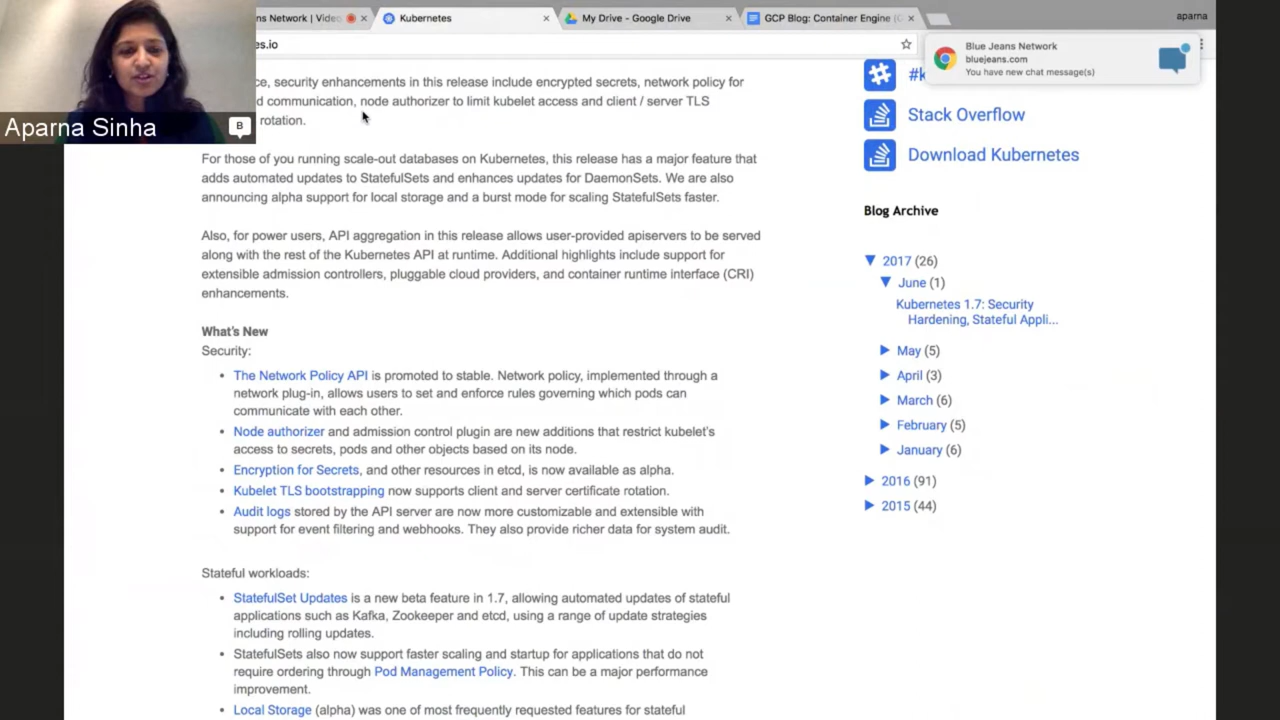 ns Network | Video
Kubernetes
My Drive - Google Drive
GCP Blog: Container Engine (
aparna
es.io
Blue Jeans Network
bluejeans.com
You have new chat message(s)
Aparna Sinha
B
ce, security enhancements in this release include encrypted secrets, network policy for
d communication, node authorizer to limit kubelet access and client / server TLS
rotation.
For those of you running scale-out databases on Kubernetes, this release has a major feature that
adds automated updates to StatefulSets and enhances updates for DaemonSets. We are also
announcing alpha support for local storage and a burst mode for scaling StatefulSets faster.
Also, for power users, API aggregation in this release allows user-provided apiservers to be served
along with the rest of the Kubernetes API at runtime. Additional highlights include support for
extensible admission controllers, pluggable cloud providers, and container runtime interface (CRI)
enhancements.
What's New
Security:
• The Network Policy API is promoted to stable. Network policy, implemented through a
network plug-in, allows users to set and enforce rules governing which pods can
communicate with each other.
• Node authorizer and admission control plugin are new additions that restrict kubelet's
access to secrets, pods and other objects based on its node.
• Encryption for Secrets, and other resources in etcd, is now available as alpha.
• Kubelet TLS bootstrapping now supports client and server certificate rotation.
• Audit logs stored by the API server are now more customizable and extensible with
support for event filtering and webhooks. They also provide richer data for system audit.
Stateful workloads:
• StatefulSet Updates is a new beta feature in 1.7, allowing automated updates of stateful
applications such as Kafka, Zookeeper and etcd, using a range of update strategies
including rolling updates.
• StatefulSets also now support faster scaling and startup for applications that do not
require ordering through Pod Management Policy. This can be a major performance
improvement.
• Local Storage (alpha) was one of most frequently requested features for stateful
#k
Stack Overflow
Download Kubernetes
Blog Archive
▼ 2017 (26)
▼ June (1)
Kubernetes 1.7: Security
Hardening, Stateful Appli...
► May (5)
► April (3)
► March (6)
► February (5)
► January (6)
► 2016 (91)
► 2015 (44)